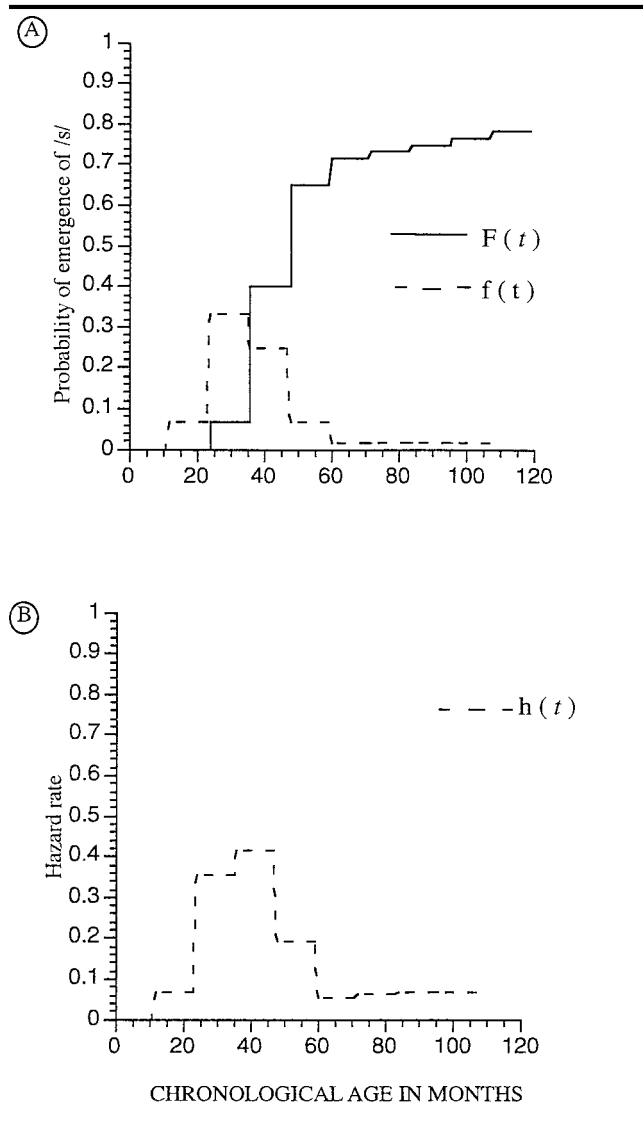 A
Probability of emergence of /s/
1
0.9
0.8
0.7
0.6
0.5
0.4
0.3
0.2
0.1
0
F(t)
f(t)
0 20 40 60 80 100 120
B
Hazard rate
1
0.9
0.8
0.7
0.6
0.5
0.4
0.3
0.2
0.1
0
h(t)
0 20 40 60 80 100 120
CHRONOLOGICAL AGE IN MONTHS